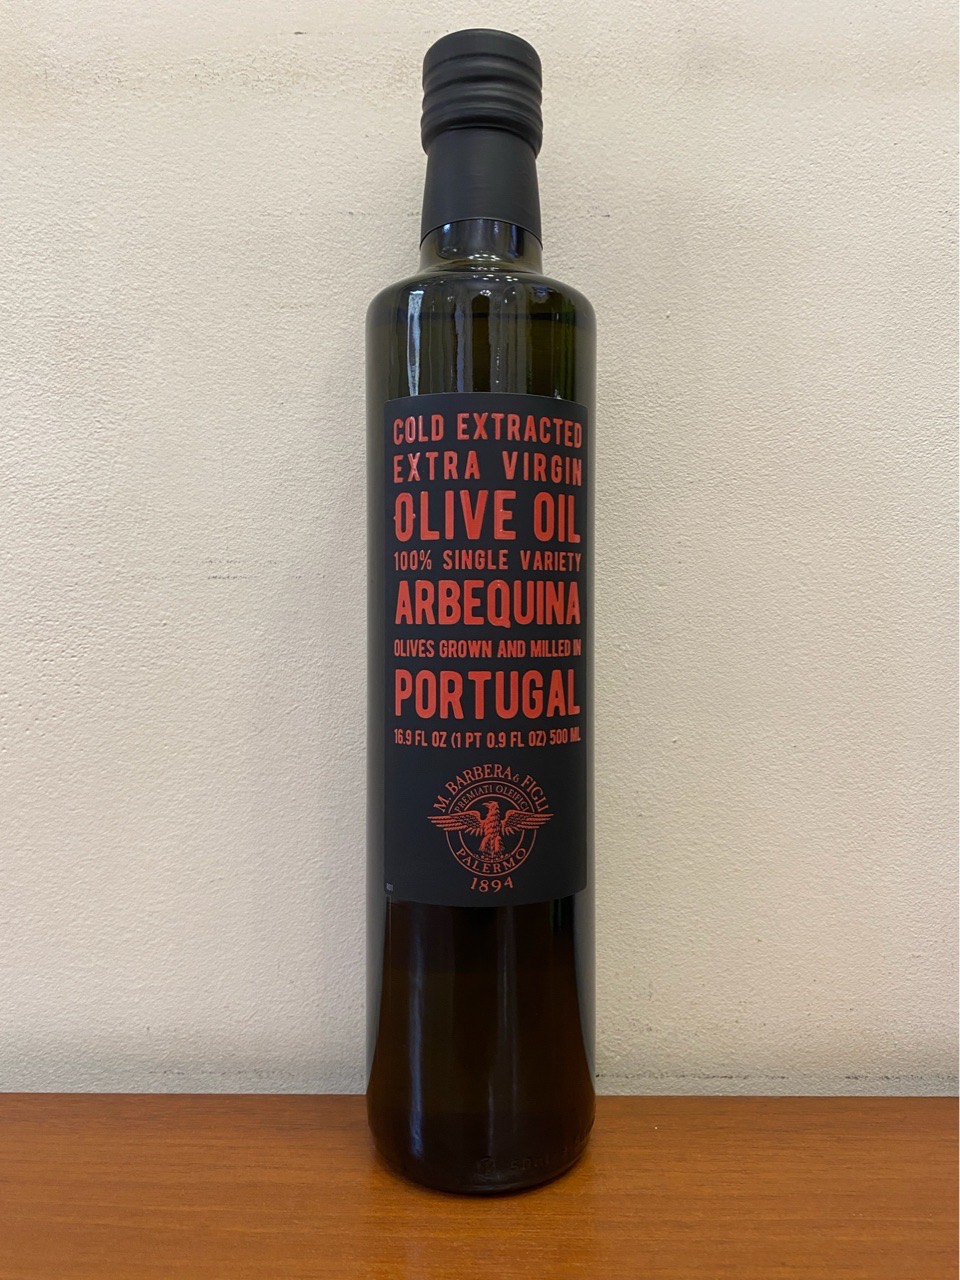 COLD EXTRACTED
EXTRA VIRGIN
OLIVE OIL
100% SINGLE VARIETY
ARBEQUINA
OLIVES GROWN AND MILLED IN
PORTUGAL
16.9 FL OZ (1 PT 0.9 FL OZ) 500 ML
M. BARBERA & FIGLI
PREMIATI OLEIFICI
PALERMO
1894